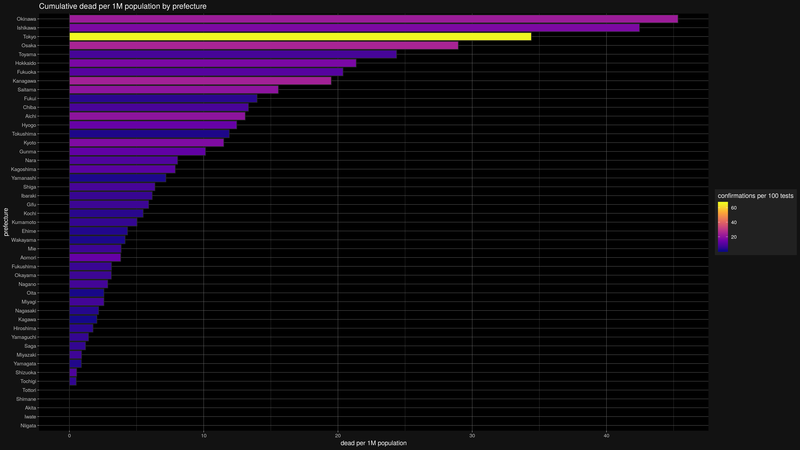 Cumulative dead per 1M population by prefecture
Okinawa
Ishikawa
Tokyo
Osaka
Toyama
Hokkaido
Fukuoka
Kanagawa
Saitama
Fukui
Chiba
Aichi
Hyogo
Tokushima
Kyoto
Gunma
Nara
Kagoshima
Yamanashi
Shiga
Ibaraki
Gifu
Kochi
Kumamoto
Ehime
Wakayama
Mie
Aomori
Fukushima
Okayama
Nagano
Oita
Miyagi
Nagasaki
Kagawa
Hiroshima
Yamaguchi
Saga
Miyazaki
Yamagata
Shizuoka
Tochigi
Tottori
Shimane
Akita
Iwate
Niigata
prefecture
0 10 20 30 40
dead per 1M population
confirmations per 100 tests
60
40
20